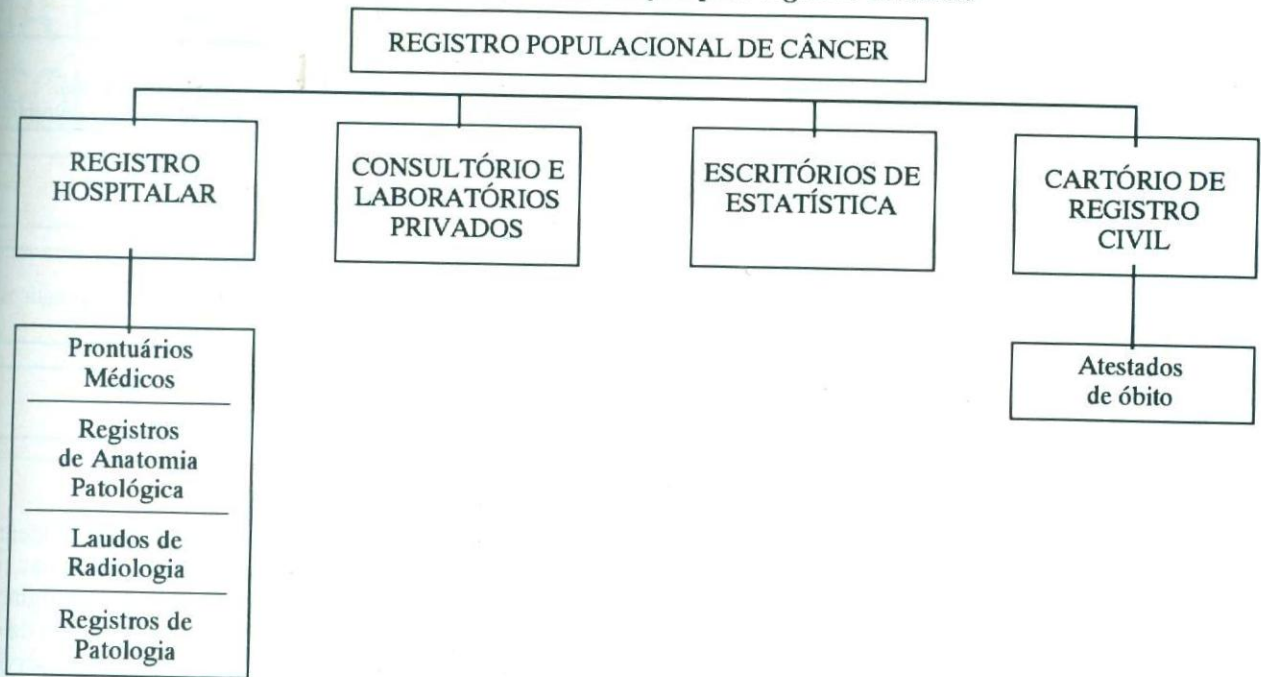 REGISTRO POPULACIONAL DE CÂNCER
REGISTRO
HOSPITALAR
CONSULTÓRIO E
LABORATÓRIOS
PRIVADOS
ESCRITÓRIOS DE
ESTATÍSTICA
CARTÓRIO DE
REGISTRO
CIVIL
Prontuários
Médicos
Registros
de Anatomia
Patológica
Laudos de
Radiologia
Registros de
Patologia
Atestados
de óbito